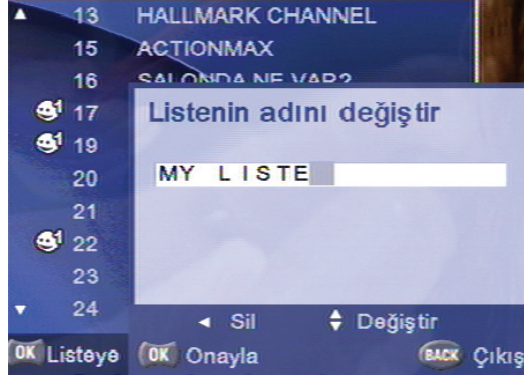 13 HALLMARK CHANNEL
15 ACTIONMAX
16 SALONDA NE VAR?
17
19
20
21
22
23
24
Listenin adını değiştir
MY LISTE
◄ Sil
Değiştir
OK Listeye
OK Onayla
BACK Çıkış